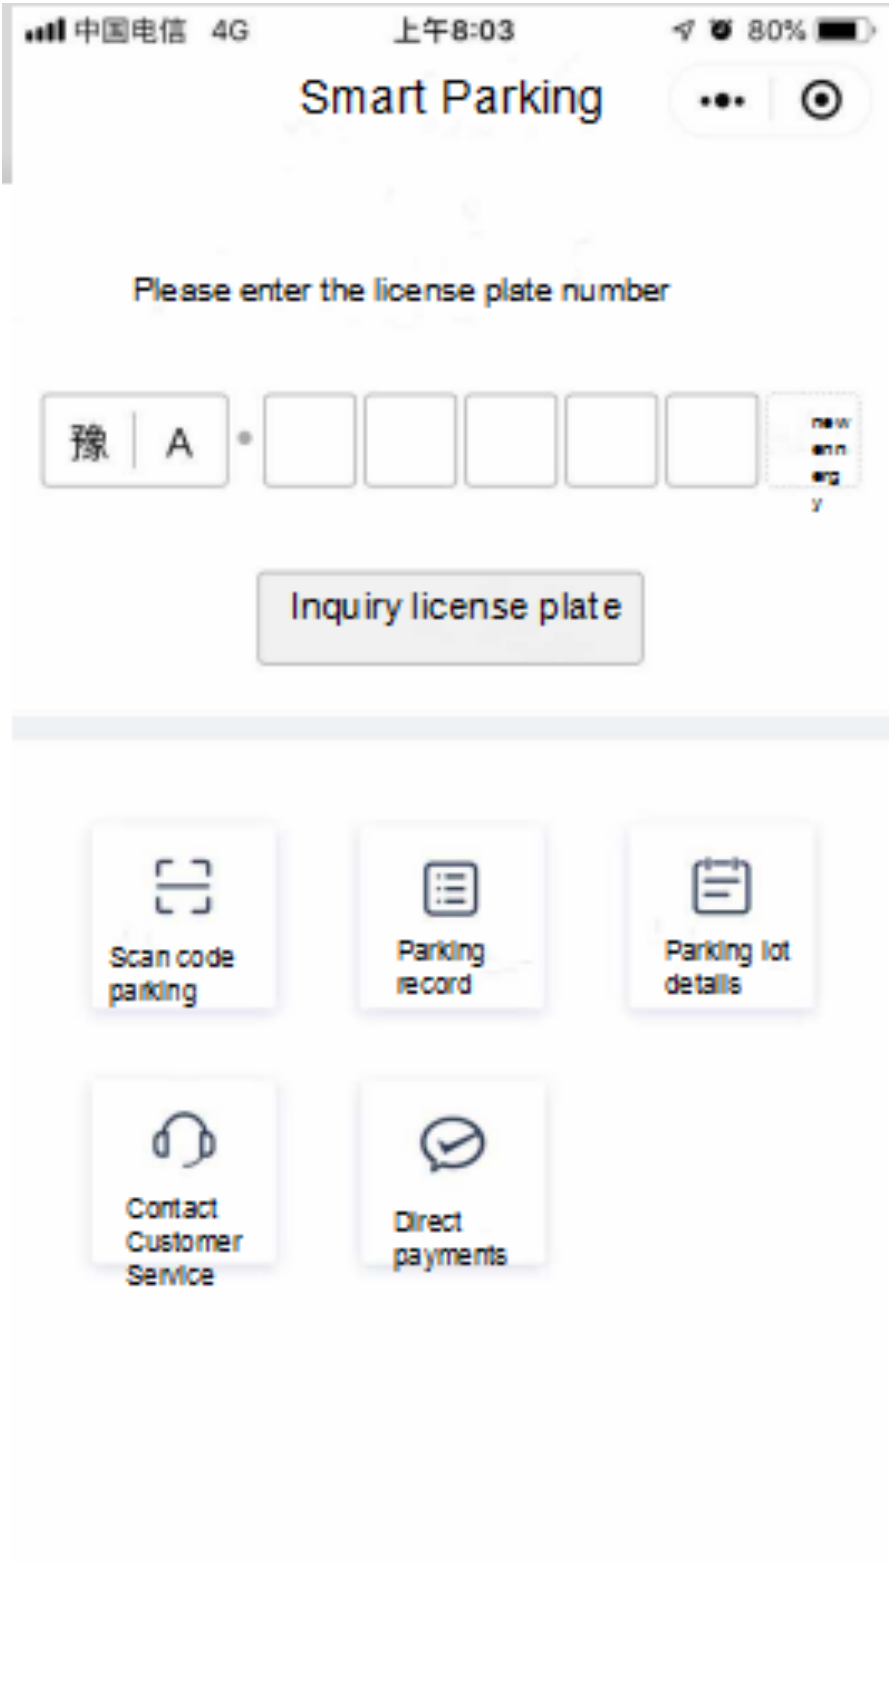 中国电信 4G 上午8:03 80%
Smart Parking
Please enter the license plate number
豫 A
new
enn
erg
y
Inquiry license plate
Scan code
parking
Parking
record
Parking lot
details
Contact
Customer
Service
Direct
payments